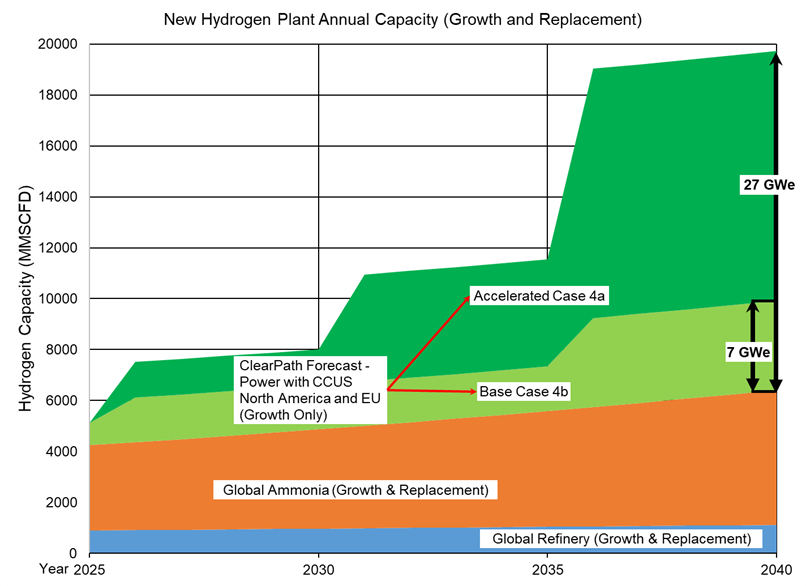 New Hydrogen Plant Annual Capacity (Growth and Replacement)
Hydrogen Capacity (MMSCFD)
20000
18000
16000
14000
12000
10000
8000
6000
4000
2000
0
27 GWe
Accelerated Case 4a
7 GWe
ClearPath Forecast -
Power with CCUS
North America and EU
(Growth Only)
Base Case 4b
Global Ammonia (Growth & Replacement)
Global Refinery (Growth & Replacement)
Year 2025 2030 2035 2040